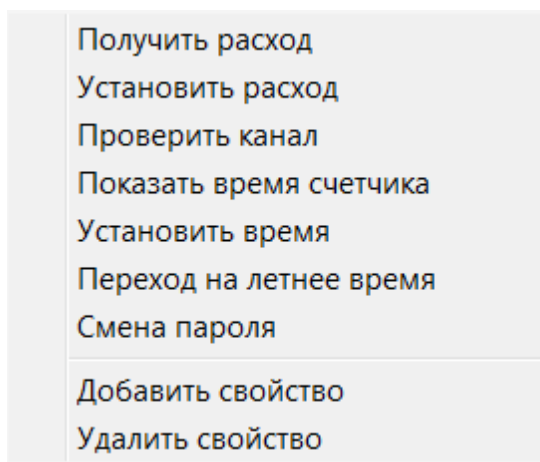 Получить расход
Установить расход
Проверить канал
Показать время счетчика
Установить время
Переход на летнее время
Смена пароля
Добавить свойство
Удалить свойство